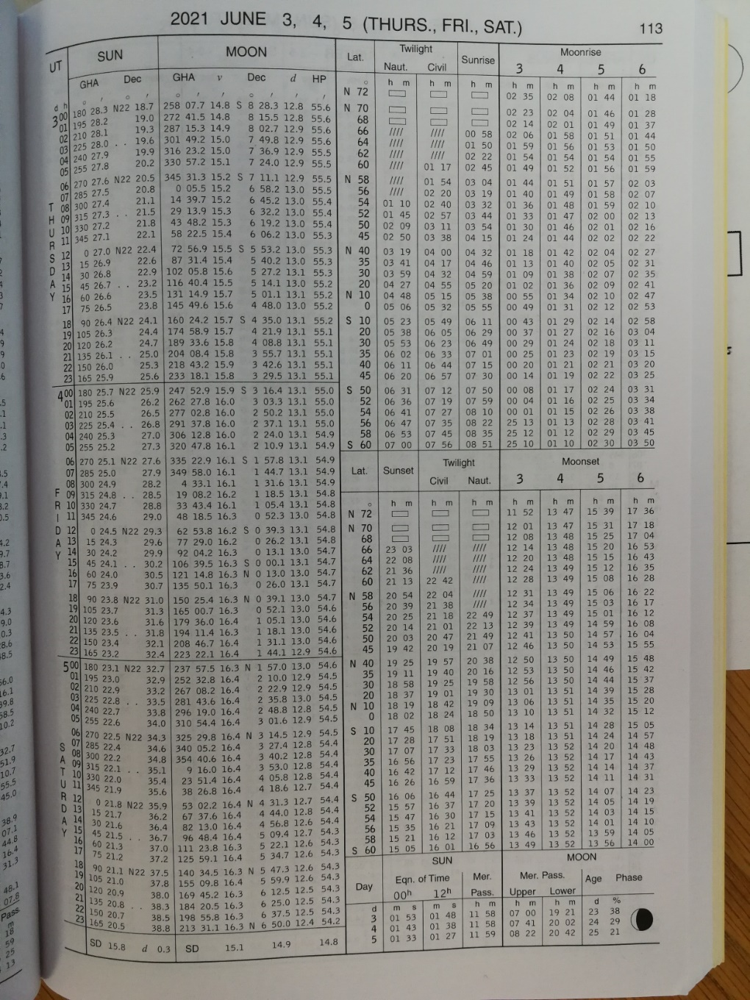 2021 JUNE 3, 4, 5 (THURS., FRI., SAT.)
113
UT SUN MOON
GHA Dec GHA v Dec d HP
d h ° ′ ° ′ ° ′ ′ ° ′ ′ ′
3 00 180 28.3 N22 18.7 258 07.7 14.8 S 8 28.3 12.8 55.6
01 195 28.2 19.0 272 41.5 14.8 8 15.5 12.8 55.6
02 210 28.1 19.3 287 15.3 14.9 8 02.7 12.9 55.6
03 225 28.0 . . 19.6 301 49.2 15.0 7 49.8 12.9 55.6
04 240 27.9 19.9 316 23.2 15.0 7 36.9 12.9 55.5
05 255 27.8 20.2 330 57.2 15.1 7 24.0 12.9 55.5
06 270 27.6 N22 20.5 345 31.3 15.2 S 7 11.1 12.9 55.5
07 285 27.5 20.8 0 05.5 15.2 6 58.2 13.0 55.5
T 08 300 27.4 21.1 14 39.7 15.2 6 45.2 13.0 55.4
H 09 315 27.3 . . 21.5 29 13.9 15.3 6 32.2 13.0 55.4
U 10 330 27.2 21.8 43 48.2 15.3 6 19.2 13.0 55.4
R 11 345 27.1 22.1 58 22.5 15.4 6 06.2 13.0 55.3
S 12 0 27.0 N22 22.4 72 56.9 15.5 S 5 53.2 13.0 55.3
D 13 15 26.9 22.6 87 31.4 15.4 5 40.2 13.0 55.3
A 14 30 26.8 22.9 102 05.8 15.6 5 27.2 13.1 55.3
Y 15 45 26.7 . . 23.2 116 40.4 15.5 5 14.1 13.0 55.2
16 60 26.6 23.5 131 14.9 15.7 5 01.1 13.1 55.2
17 75 26.5 23.8 145 49.6 15.6 4 48.0 13.0 55.2
18 90 26.4 N22 24.1 160 24.2 15.7 S 4 35.0 13.1 55.2
19 105 26.3 24.4 174 58.9 15.7 4 21.9 13.1 55.1
20 120 26.2 24.7 189 33.6 15.8 4 08.8 13.1 55.1
21 135 26.1 . . 25.0 204 08.4 15.8 3 55.7 13.1 55.1
22 150 26.0 25.3 218 43.2 15.9 3 42.6 13.1 55.1
23 165 25.9 25.6 233 18.1 15.8 3 29.5 13.1 55.1
4 00 180 25.7 N22 25.9 247 52.9 15.9 S 3 16.4 13.1 55.0
01 195 25.6 26.2 262 27.8 16.0 3 03.3 13.1 55.0
02 210 25.5 26.5 277 02.8 16.0 2 50.2 13.1 55.0
03 225 25.4 . . 26.8 291 37.8 16.0 2 37.1 13.1 55.0
04 240 25.3 27.0 306 12.8 16.0 2 24.0 13.1 54.9
05 255 25.2 27.3 320 47.8 16.1 2 10.9 13.1 54.9
06 270 25.1 N22 27.6 335 22.9 16.1 S 1 57.8 13.1 54.9
07 285 25.0 27.9 349 58.0 16.1 1 44.7 13.1 54.9
08 300 24.9 28.2 4 33.1 16.1 1 31.6 13.1 54.9
F 09 315 24.8 . . 28.5 19 08.2 16.2 1 18.5 13.1 54.8
R 10 330 24.7 28.8 33 43.4 16.1 1 05.4 13.1 54.8
I 11 345 24.6 29.0 48 18.5 16.3 0 52.3 13.0 54.8
D 12 0 24.5 N22 29.3 62 53.8 16.2 S 0 39.3 13.1 54.8
A 13 15 24.3 29.6 77 29.0 16.2 0 26.2 13.1 54.8
Y 14 30 24.2 29.9 92 04.2 16.3 0 13.1 13.0 54.7
15 45 24.1 . . 30.2 106 39.5 16.3 S 0 00.1 13.1 54.7
16 60 24.0 30.5 121 14.8 16.3 N 0 13.0 13.0 54.7
17 75 23.9 30.7 135 50.1 16.3 0 26.0 13.1 54.7
18 90 23.8 N22 31.0 150 25.4 16.3 N 0 39.1 13.0 54.7
19 105 23.7 31.3 165 00.7 16.3 0 52.1 13.0 54.6
20 120 23.6 31.6 179 36.0 16.4 1 05.1 13.0 54.6
21 135 23.5 . . 31.8 194 11.4 16.3 1 18.1 13.0 54.6
22 150 23.4 32.1 208 46.7 16.4 1 31.1 13.0 54.6
23 165 23.2 32.4 223 22.1 16.4 1 44.1 12.9 54.6
5 00 180 23.1 N22 32.7 237 57.5 16.3 N 1 57.0 13.0 54.6
01 195 23.0 32.9 252 32.8 16.4 2 10.0 12.9 54.5
02 210 22.9 33.2 267 08.2 16.4 2 22.9 12.9 54.5
03 225 22.8 . . 33.5 281 43.6 16.4 2 35.8 13.0 54.5
04 240 22.7 33.8 296 19.0 16.4 2 48.8 12.8 54.5
05 255 22.6 34.0 310 54.4 16.4 3 01.6 12.9 54.5
06 270 22.5 N22 34.3 325 29.8 16.4 N 3 14.5 12.9 54.5
S 07 285 22.4 34.6 340 05.2 16.4 3 27.4 12.8 54.4
A 08 300 22.2 34.8 354 40.6 16.4 3 40.2 12.8 54.4
T 09 315 22.1 . . 35.1 9 16.0 16.4 3 53.0 12.8 54.4
U 10 330 22.0 35.4 23 51.4 16.4 4 05.8 12.8 54.4
R 11 345 21.9 35.6 38 26.8 16.4 4 18.6 12.7 54.4
D 12 0 21.8 N22 35.9 53 02.2 16.4 N 4 31.3 12.7 54.4
A 13 15 21.7 36.2 67 37.6 16.4 4 44.0 12.8 54.4
Y 14 30 21.6 36.4 82 13.0 16.4 4 56.8 12.6 54.3
15 45 21.5 . . 36.7 96 48.4 16.4 5 09.4 12.7 54.3
16 60 21.3 37.0 111 23.8 16.3 5 22.1 12.6 54.3
17 75 21.2 37.2 125 59.1 16.4 5 34.7 12.6 54.3
18 90 21.1 N22 37.5 140 34.5 16.3 N 5 47.3 12.6 54.3
19 105 21.0 37.8 155 09.8 16.4 5 59.9 12.6 54.3
20 120 20.9 38.0 169 45.2 16.3 6 12.5 12.5 54.3
21 135 20.8 . . 38.3 184 20.5 16.3 6 25.0 12.5 54.3
22 150 20.7 38.5 198 55.8 16.3 6 37.5 12.5 54.3
23 165 20.5 38.8 213 31.1 16.3 N 6 50.0 12.4 54.2
SD 15.8 d 0.3 SD 15.1 14.9 14.8
Lat. Twilight Naut. Civil Sunrise Moonrise 3 4 5 6
° h m h m h m h m h m h m h m
N 72 02 35 02 08 01 44 01 18
N 70 02 23 02 04 01 46 01 28
68 02 14 02 01 01 49 01 37
66 //// //// 00 58 02 06 01 58 01 51 01 44
64 //// //// 01 50 01 59 01 56 01 53 01 50
62 //// //// 02 22 01 54 01 54 01 54 01 55
60 //// 01 17 02 45 01 49 01 52 01 56 01 59
N 58 //// 01 54 03 04 01 44 01 51 01 57 02 03
56 //// 02 20 03 19 01 40 01 49 01 58 02 07
54 01 10 02 40 03 32 01 36 01 48 01 59 02 10
52 01 45 02 57 03 44 01 33 01 47 02 00 02 13
50 02 09 03 11 03 54 01 30 01 46 02 01 02 16
45 02 50 03 38 04 15 01 24 01 44 02 02 02 22
N 40 03 19 04 00 04 32 01 18 01 42 02 04 02 27
35 03 41 04 17 04 46 01 13 01 40 02 05 02 31
30 03 59 04 32 04 59 01 09 01 38 02 07 02 35
20 04 27 04 55 05 20 01 02 01 36 02 09 02 41
N 10 04 48 05 15 05 38 00 55 01 34 02 10 02 47
0 05 06 05 32 05 55 00 49 01 31 02 12 02 53
S 10 05 23 05 49 06 11 00 43 01 29 02 14 02 58
20 05 38 06 05 06 29 00 37 01 27 02 16 03 04
30 05 53 06 23 06 49 00 29 01 24 02 18 03 11
35 06 02 06 33 07 01 00 25 01 23 02 19 03 15
40 06 11 06 44 07 15 00 20 01 21 02 21 03 20
45 06 20 06 57 07 30 00 14 01 19 02 22 03 25
S 50 06 31 07 12 07 50 00 08 01 17 02 24 03 31
52 06 36 07 19 07 59 00 04 01 16 02 25 03 34
54 06 41 07 27 08 10 00 01 01 15 02 26 03 38
56 06 47 07 35 08 22 25 13 01 13 02 28 03 41
58 06 53 07 45 08 35 25 12 01 12 02 29 03 45
S 60 07 00 07 56 08 51 25 10 01 10 02 30 03 50
Lat. Sunset Twilight Civil Naut. Moonset 3 4 5 6
° h m h m h m h m h m h m h m
N 72 11 52 13 47 15 39 17 36
N 70 12 01 13 47 15 31 17 18
68 12 08 13 48 15 25 17 04
66 23 03 //// //// 12 14 13 48 15 20 16 53
64 22 08 //// //// 12 20 13 48 15 15 16 43
62 21 36 //// //// 12 24 13 49 15 12 16 35
60 21 13 22 42 //// 12 28 13 49 15 08 16 28
N 58 20 54 22 04 //// 12 31 13 49 15 06 16 22
56 20 39 21 38 //// 12 34 13 49 15 03 16 17
54 20 25 21 18 22 49 12 37 13 49 15 01 16 12
52 20 14 21 01 22 13 12 39 13 49 14 59 16 08
50 20 03 20 47 21 49 12 41 13 50 14 57 16 04
45 19 42 20 19 21 07 12 46 13 50 14 53 15 55
N 40 19 25 19 57 20 38 12 50 13 50 14 49 15 48
35 19 11 19 40 20 16 12 53 13 50 14 46 15 42
30 18 58 19 25 19 58 12 56 13 50 14 44 15 37
20 18 37 19 01 19 30 13 01 13 51 14 39 15 28
N 10 18 19 18 42 19 09 13 06 13 51 14 35 15 20
0 18 02 18 24 18 50 13 10 13 51 14 32 15 12
S 10 17 45 18 08 18 34 13 14 13 51 14 28 15 05
20 17 28 17 51 18 19 13 18 13 51 14 24 14 57
30 17 07 17 33 18 03 13 23 13 52 14 20 14 48
35 16 56 17 23 17 55 13 26 13 52 14 17 14 43
40 16 42 17 12 17 46 13 29 13 52 14 14 14 37
45 16 26 16 59 17 36 13 33 13 52 14 11 14 31
S 50 16 06 16 44 17 25 13 37 13 52 14 07 14 23
52 15 57 16 37 17 20 13 39 13 52 14 05 14 19
54 15 47 16 30 17 15 13 41 13 52 14 03 14 15
56 15 35 16 21 17 09 13 43 13 52 14 01 14 10
58 15 21 16 12 17 03 13 46 13 52 13 59 14 05
S 60 15 05 16 01 16 56 13 49 13 52 13 56 14 00
SUN MOON
Day Eqn. of Time 00ʰ 12ʰ Mer. Pass. Mer. Pass. Upper Lower Age Phase
d m s m s h m h m h m d %
3 01 53 01 48 11 58 07 00 19 21 23 38
4 01 43 01 38 11 58 07 41 20 02 24 29
5 01 33 01 27 11 59 08 22 20 42 25 21